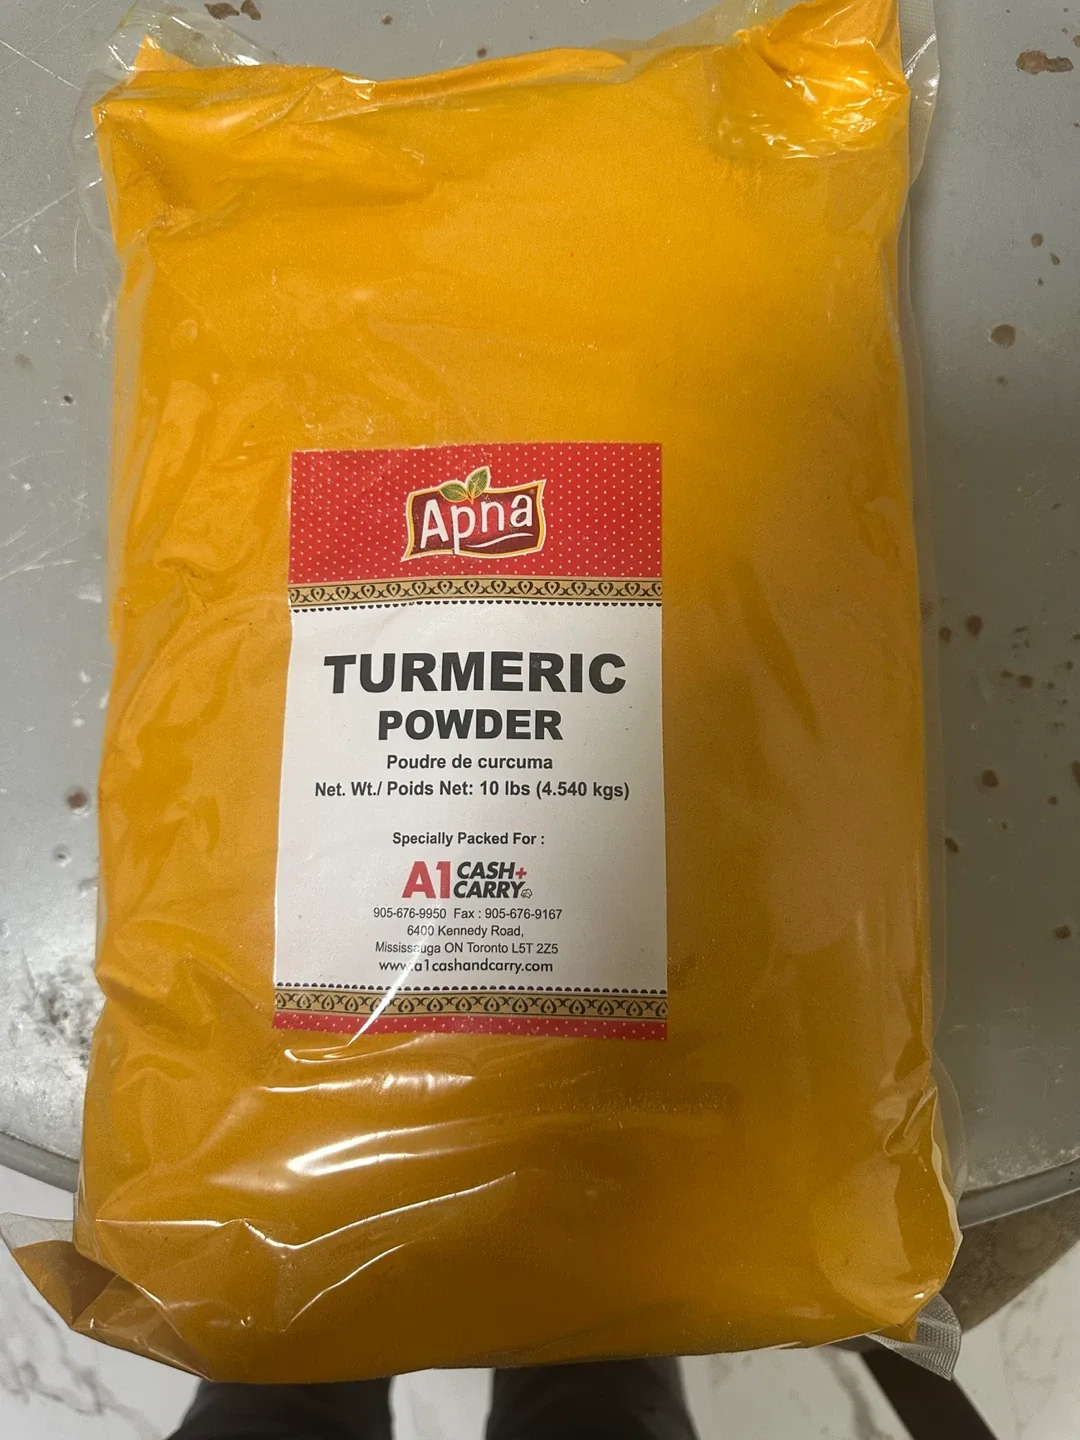 Apna
TURMERIC
POWDER
Poudre de curcuma
Net. Wt./ Poids Net: 10 lbs (4.540 kgs)
Specially Packed For :
A1 CASH+
CARRY
905-676-9950 Fax : 905-676-9167
6400 Kennedy Road,
Mississauga ON Toronto L5T 2Z5
www.a1cashandcarry.com